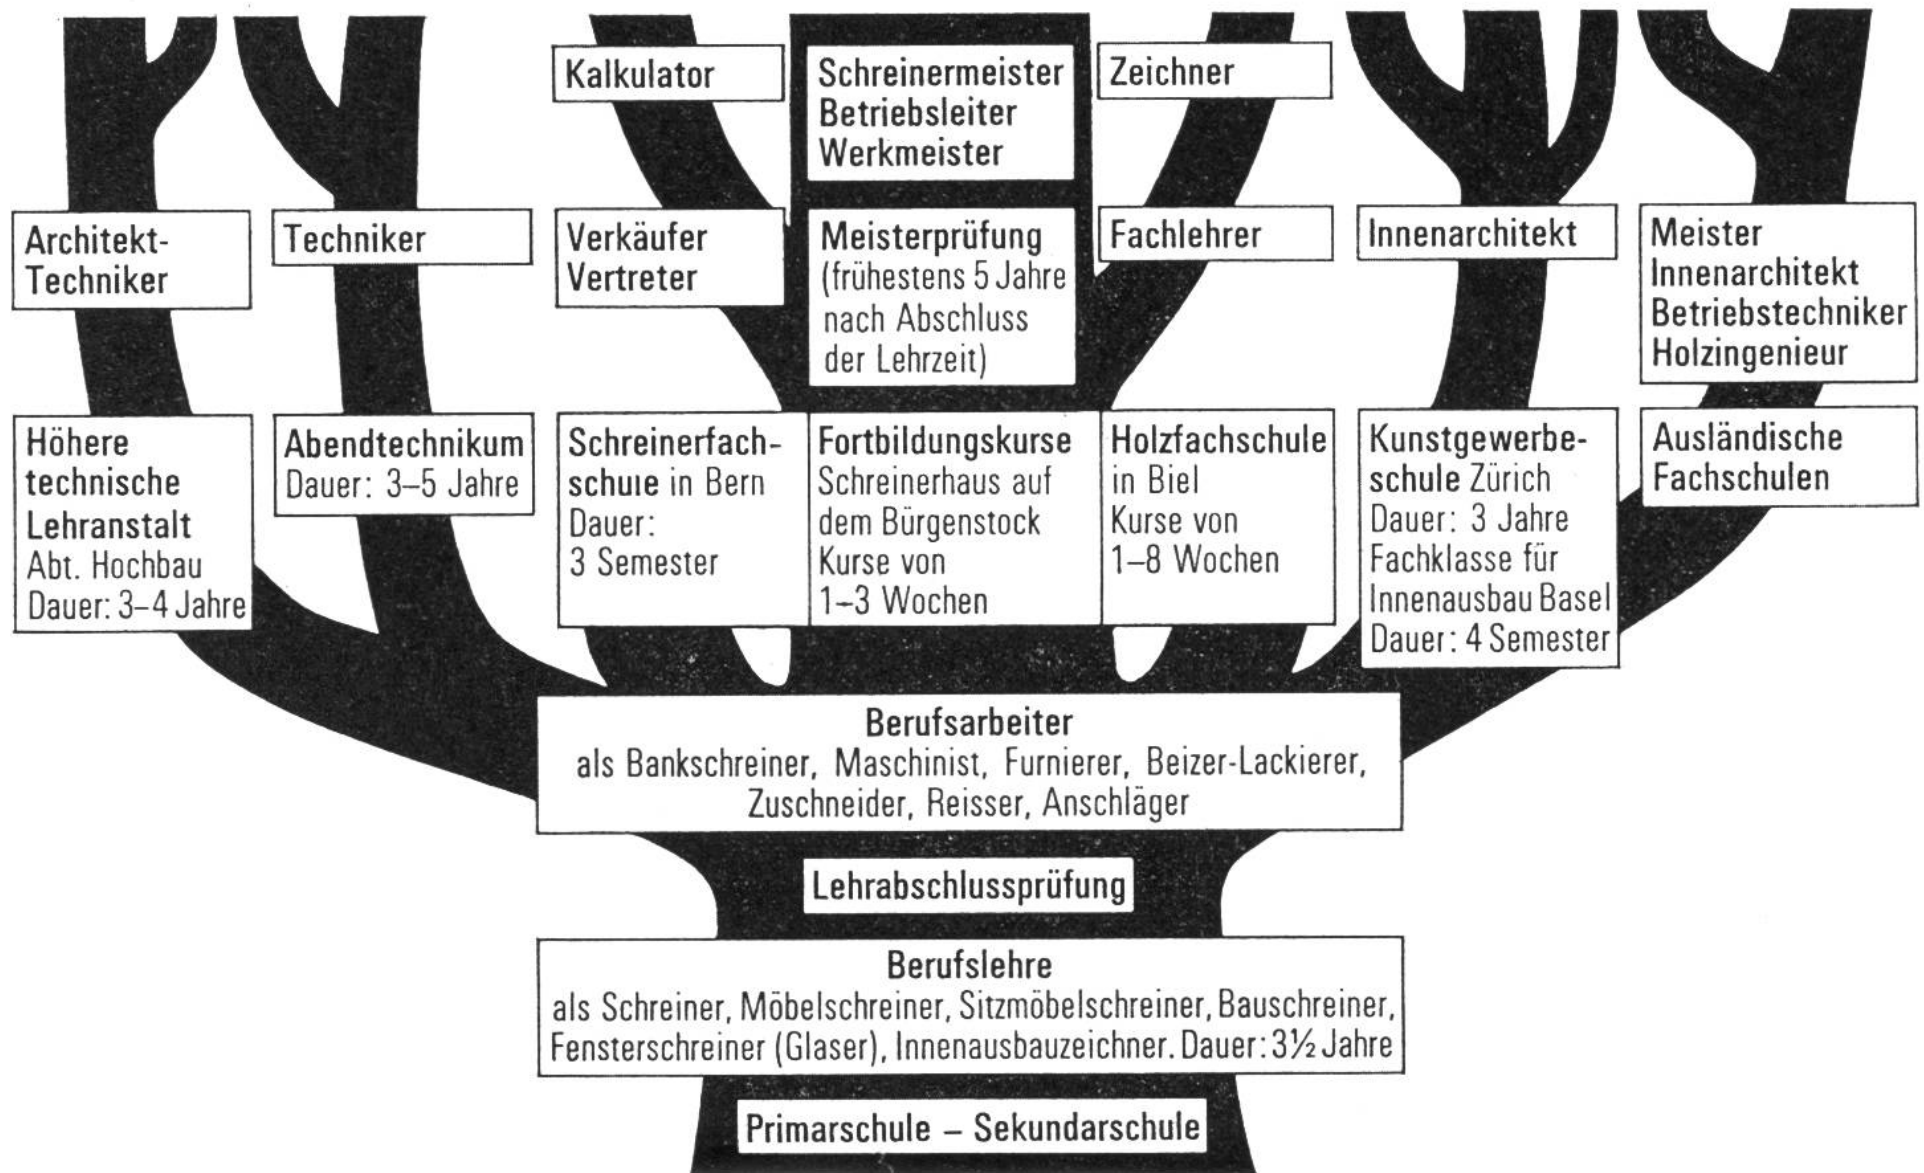 Kalkulator
Schreinermeister
Betriebsleiter
Werkmeister
Zeichner
Architekt-
Techniker
Techniker
Verkäufer
Vertreter
Meisterprüfung
(frühestens 5 Jahre
nach Abschluss
der Lehrzeit)
Fachlehrer
Innenarchitekt
Meister
Innenarchitekt
Betriebstechniker
Holzingenieur
Höhere
technische
Lehranstalt
Abt. Hochbau
Dauer: 3–4 Jahre
Abendtechnikum
Dauer: 3–5 Jahre
Schreinerfach-
schule in Bern
Dauer:
3 Semester
Fortbildungskurse
Schreinerhaus auf
dem Bürgenstock
Kurse von
1–3 Wochen
Holzfachschule
in Biel
Kurse von
1–8 Wochen
Kunstgewerbe-
schule Zürich
Dauer: 3 Jahre
Fachklasse für
Innenausbau Basel
Dauer: 4 Semester
Ausländische
Fachschulen
Berufsarbeiter
als Bankschreiner, Maschinist, Furnierer, Beizer-Lackierer,
Zuschneider, Reisser, Anschläger
Lehrabschlussprüfung
Berufslehre
als Schreiner, Möbelschreiner, Sitzmöbelschreiner, Bauschreiner,
Fensterschreiner (Glaser), Innenausbauzeichner. Dauer: 3½ Jahre
Primarschule – Sekundarschule